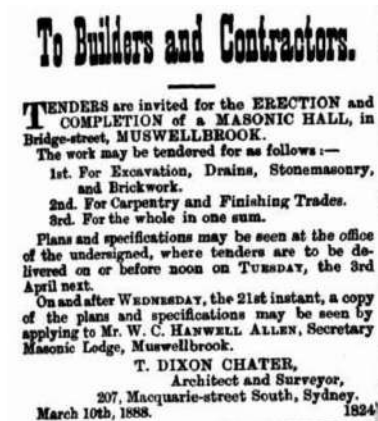 To Builders and Contractors.
TENDERS are invited for the ERECTION and
COMPLETION of a MASONIC HALL, in
Bridge-street, MUSWELLBROOK.
The work may be tendered for as follows:—
1st. For Excavation, Drains, Stonemasonry,
and Brickwork.
2nd. For Carpentry and Finishing Trades.
3rd. For the whole in one sum.
Plans and specifications may be seen at the office
of the undersigned, where tenders are to be de-
livered on or before noon on TUESDAY, the 3rd
April next.
On and after WEDNESDAY, the 21st instant, a copy
of the plans and specifications may be seen by
applying to Mr. W. C. HANWELL ALLEN, Secretary
Masonic Lodge, Muswellbrook.
T. DIXON CHATER,
Architect and Surveyor,
207, Macquarie-street South, Sydney.
March 10th, 1888. 1824